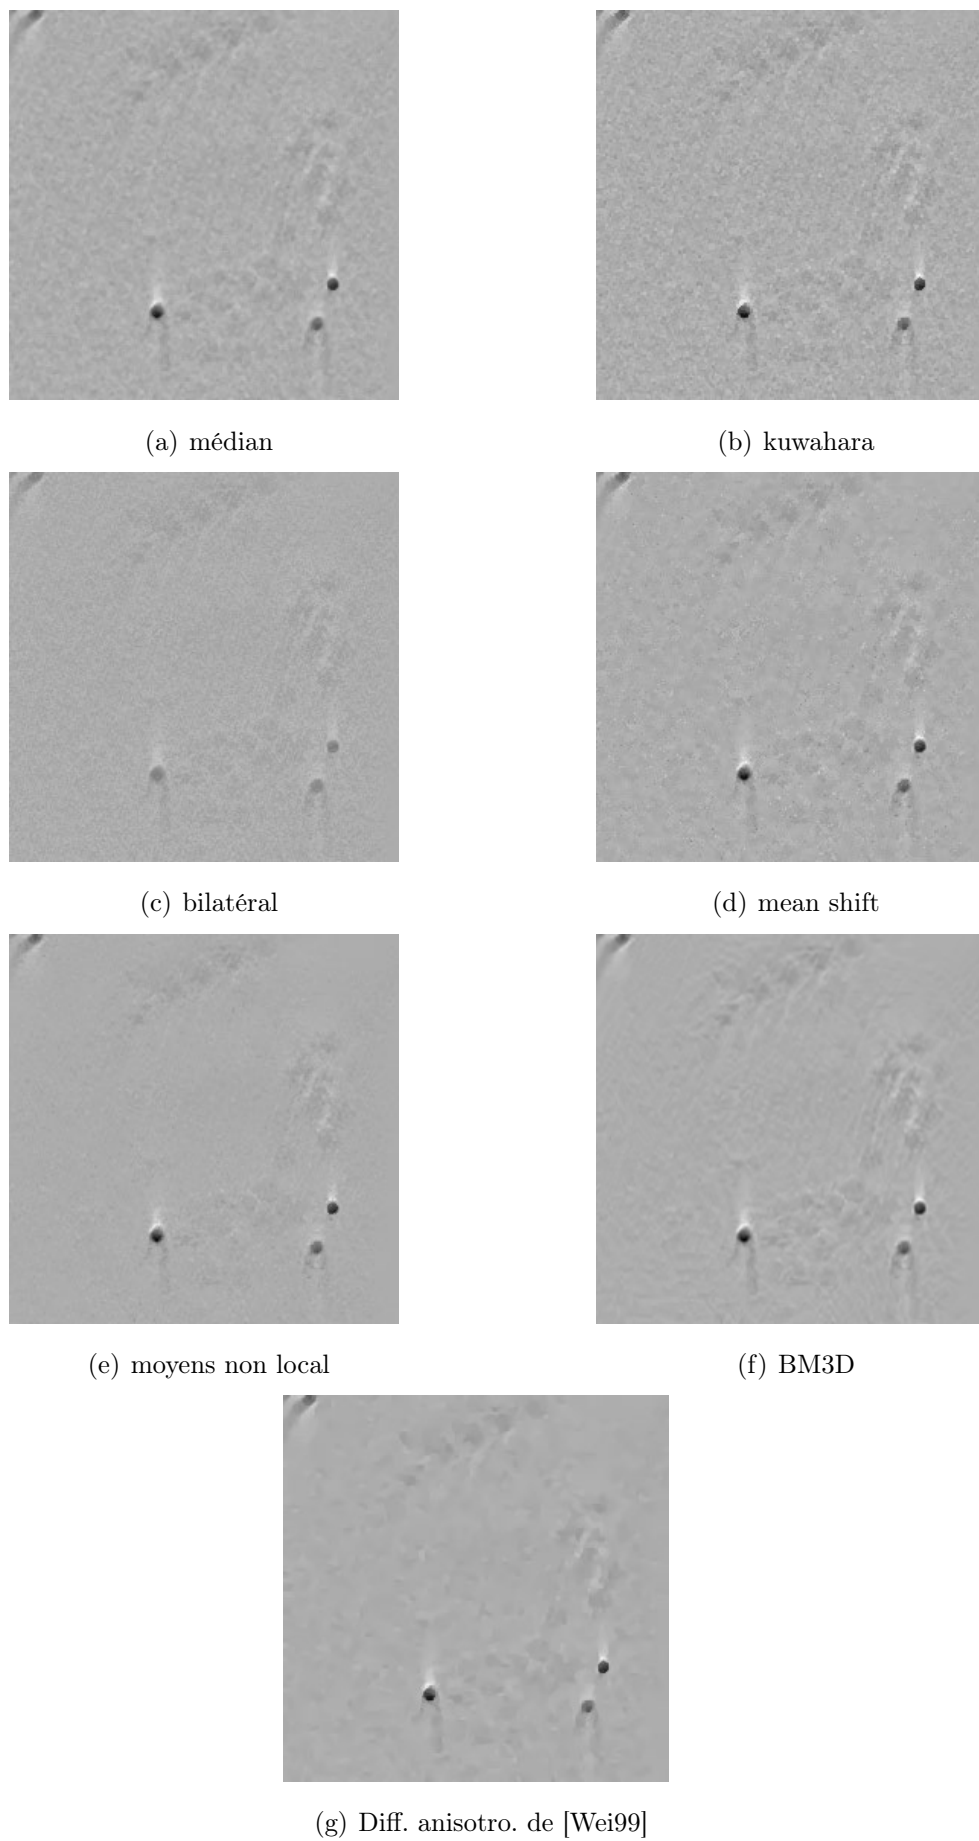 (a) médian
(b) kuwahara
(c) bilatéral
(d) mean shift
(e) moyens non local
(f) BM3D
(g) Diff. anisotro. de [Wei99]